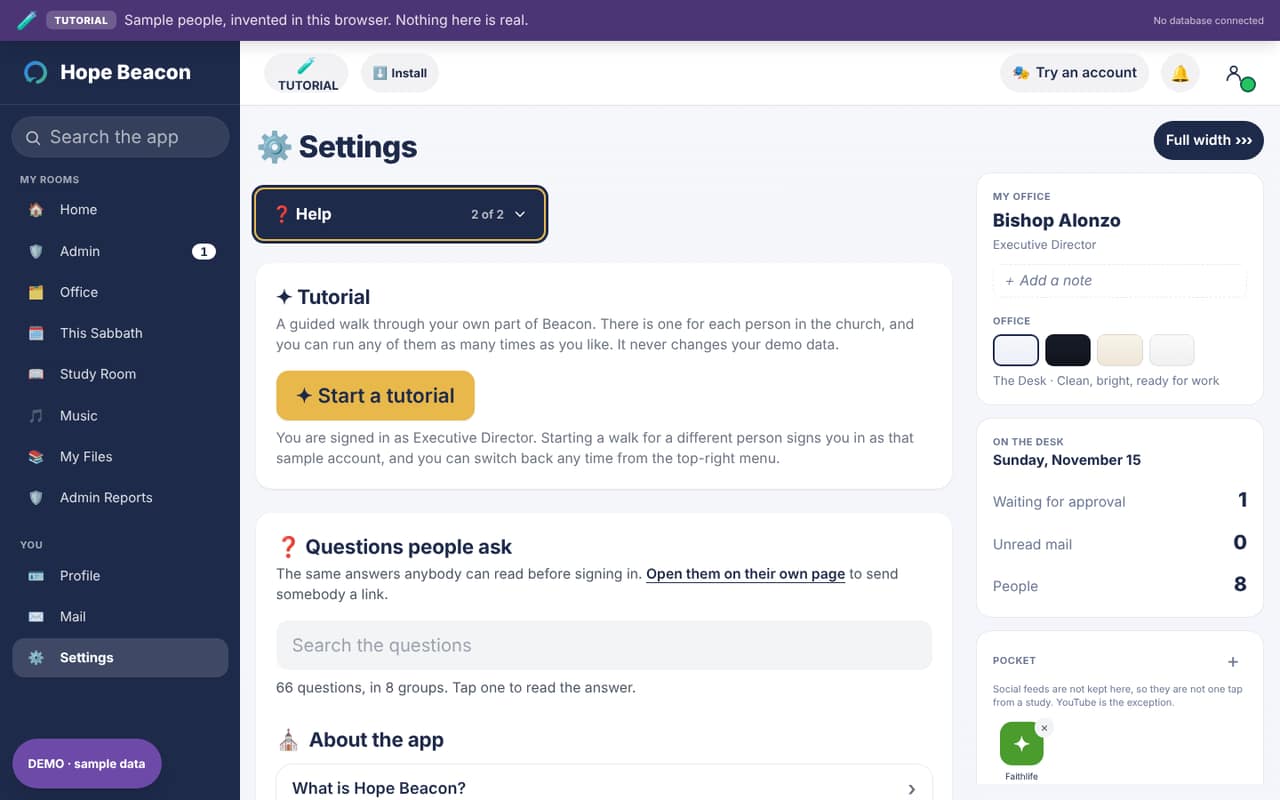 TUTORIAL Sample people, invented in this browser. Nothing here is real.
No database connected
Hope Beacon
Search the app
MY ROOMS
Home
Admin 1
Office
This Sabbath
Study Room
Music
My Files
Admin Reports
YOU
Profile
Mail
Settings
DEMO · sample data
TUTORIAL
Install
Try an account
Settings
Full width ›››
Help 2 of 2
Tutorial
A guided walk through your own part of Beacon. There is one for each person in the church, and
you can run any of them as many times as you like. It never changes your demo data.
Start a tutorial
You are signed in as Executive Director. Starting a walk for a different person signs you in as that
sample account, and you can switch back any time from the top-right menu.
Questions people ask
The same answers anybody can read before signing in. Open them on their own page to send
somebody a link.
Search the questions
66 questions, in 8 groups. Tap one to read the answer.
About the app
What is Hope Beacon?
MY OFFICE
Bishop Alonzo
Executive Director
+ Add a note
OFFICE
The Desk · Clean, bright, ready for work
ON THE DESK
Sunday, November 15
Waiting for approval 1
Unread mail 0
People 8
POCKET
Social feeds are not kept here, so they are not one tap
from a study. YouTube is the exception.
Faithlife